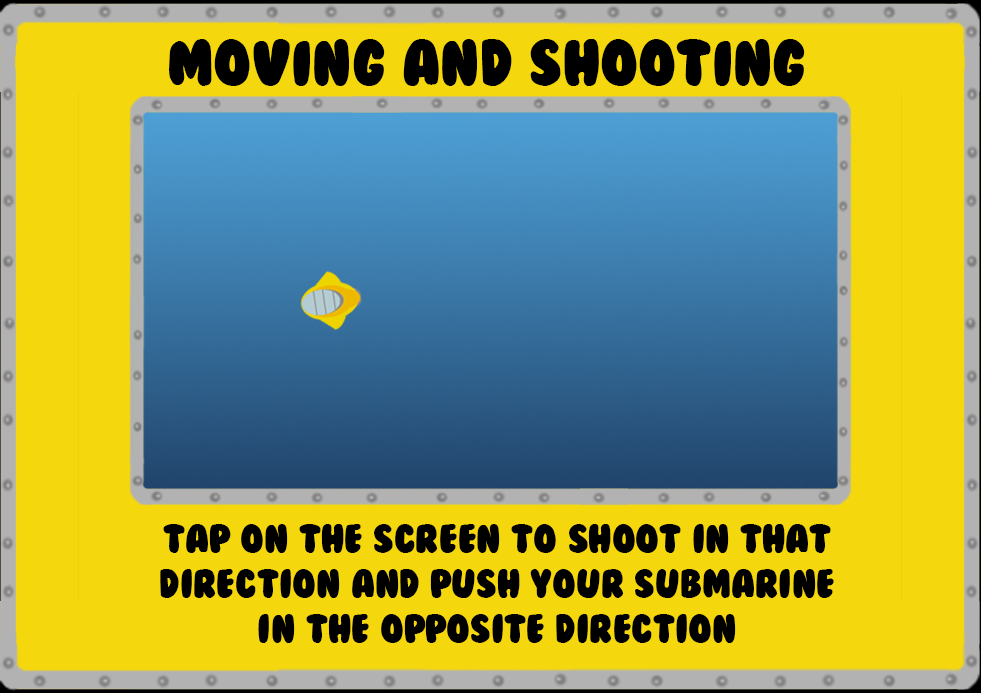 MOVING AND SHOOTING
TAP ON THE SCREEN TO SHOOT IN THAT
DIRECTION AND PUSH YOUR SUBMARINE
IN THE OPPOSITE DIRECTION